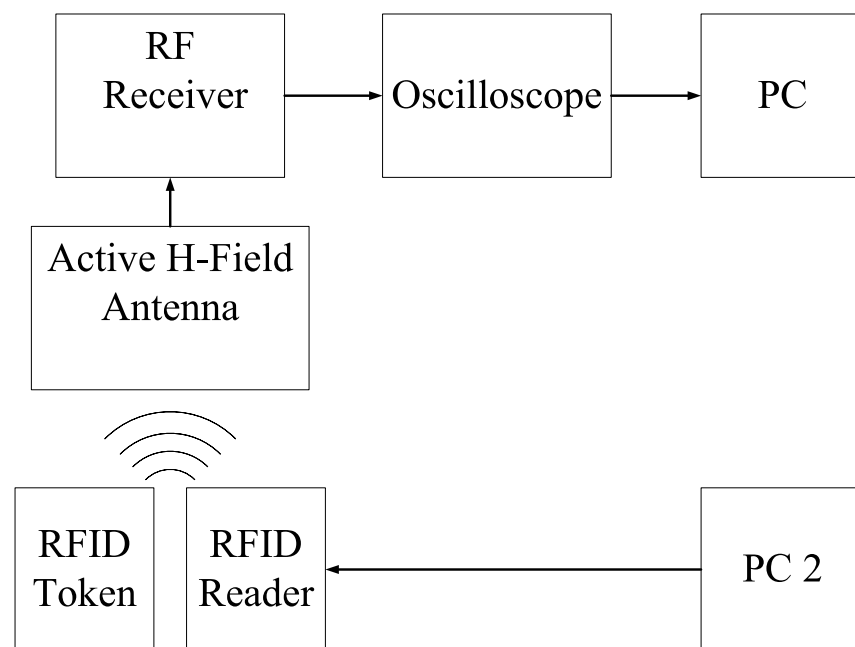 RF
Receiver
Oscilloscope
PC
Active H-Field
Antenna
RFID
Token
RFID
Reader
PC 2